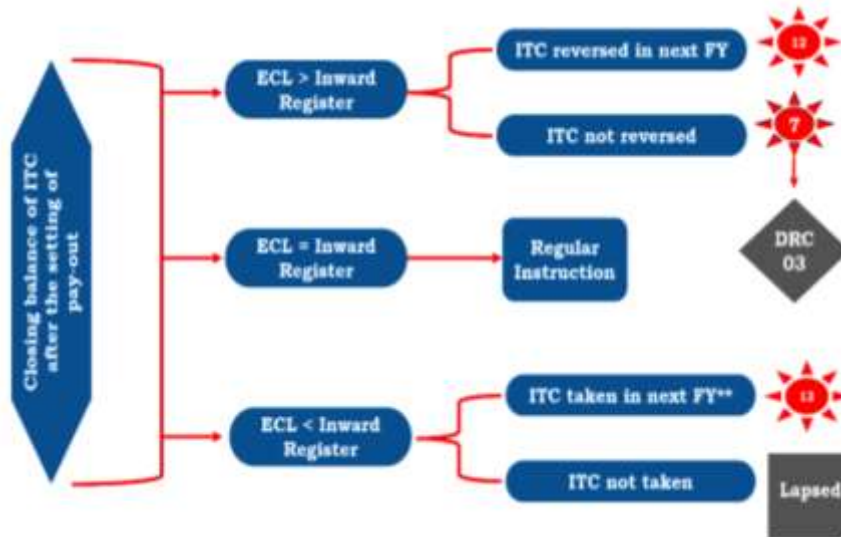 Closing balance of ITC
after the setting of
pay-out
ECL > Inward
Register
ITC reversed in next FY
12
ITC not reversed
7
DRC
03
ECL = Inward
Register
Regular
Instruction
ECL < Inward
Register
ITC taken in next FY**
13
ITC not taken
Lapsed